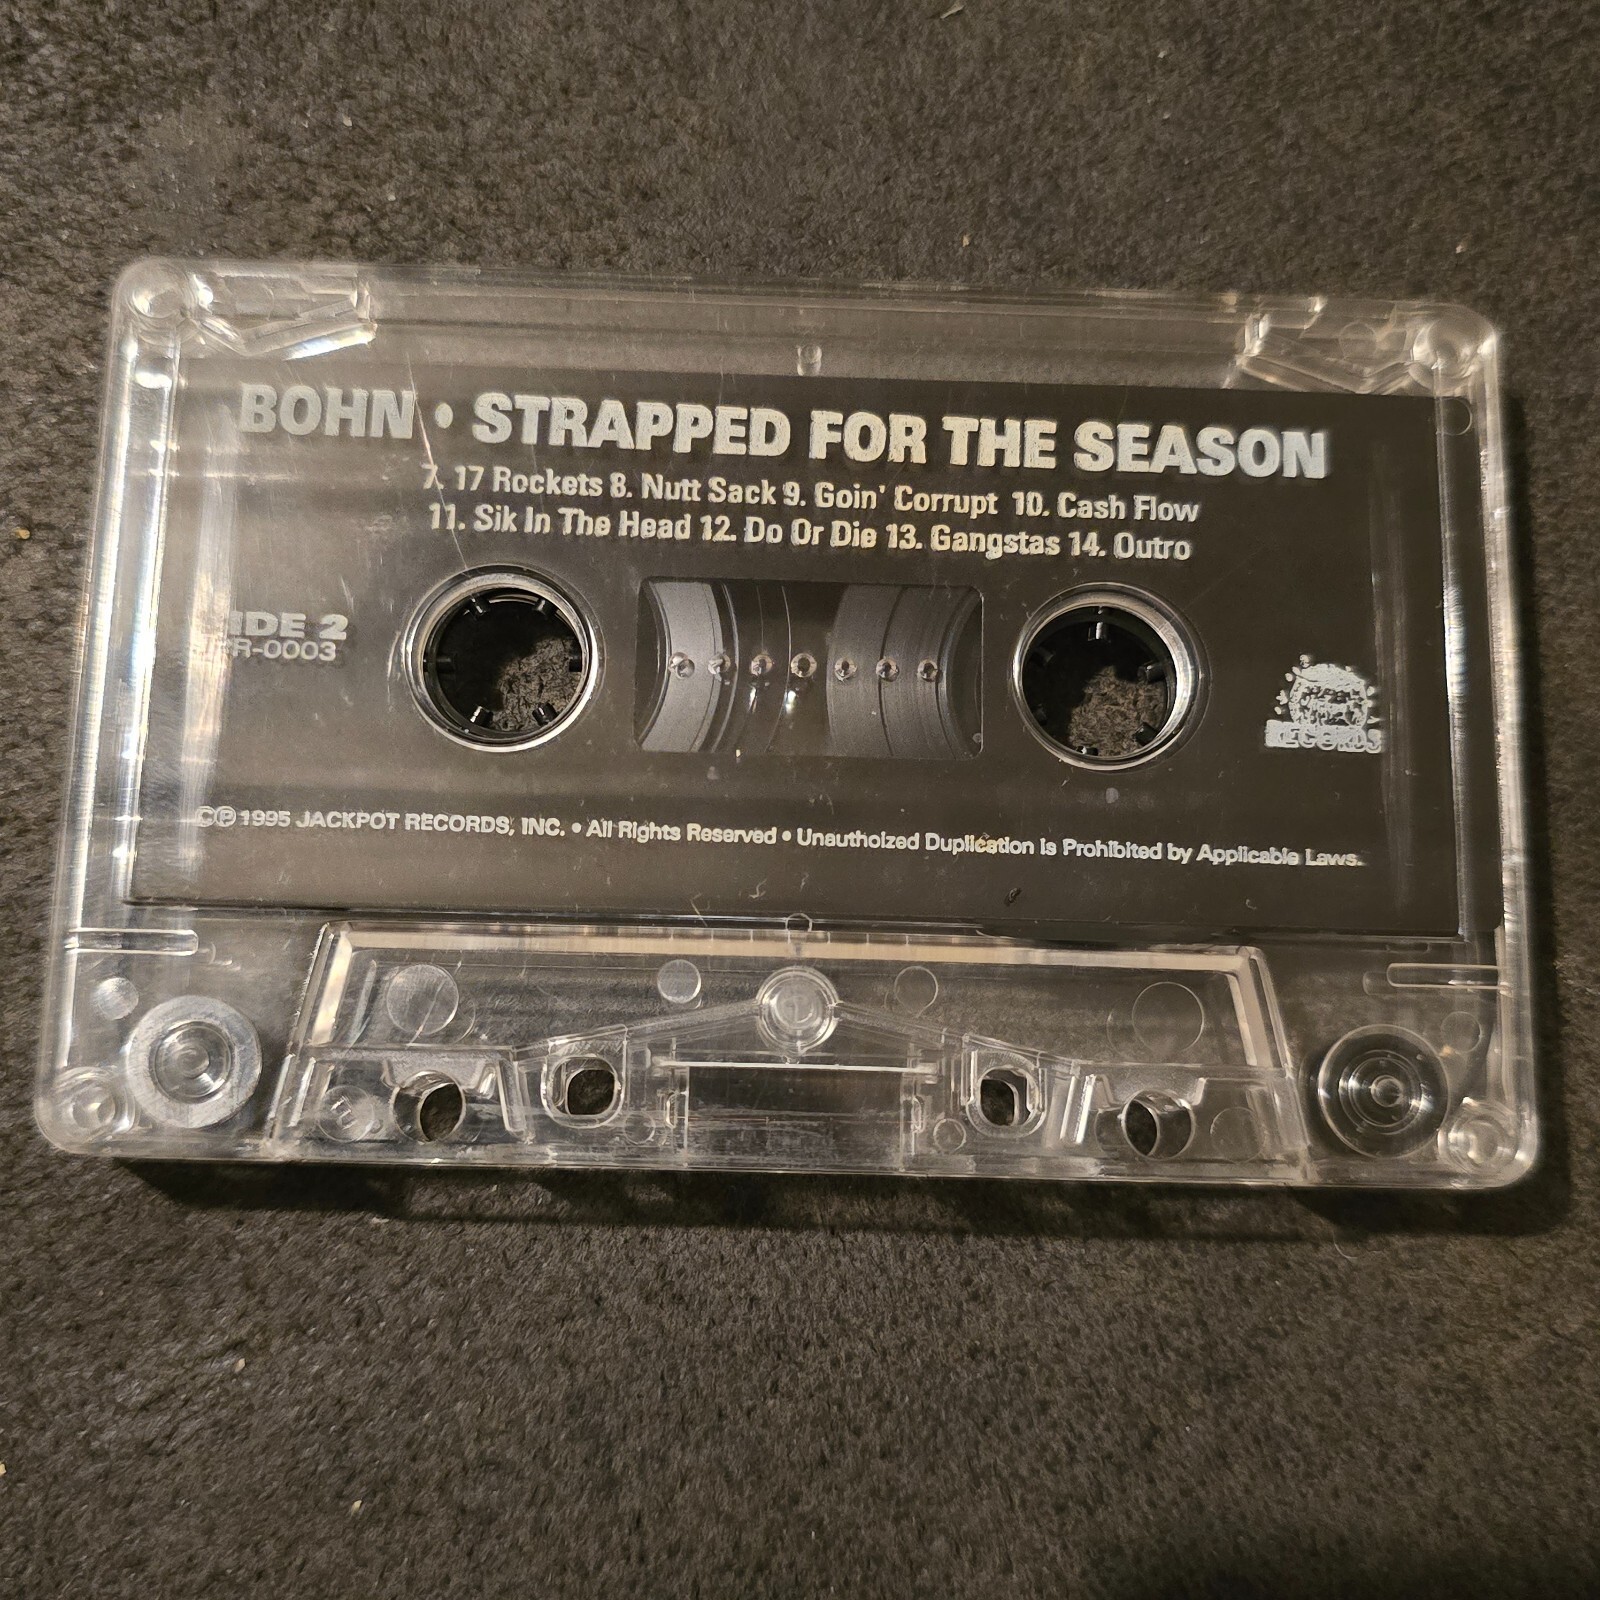 BOHN • STRAPPED FOR THE SEASON
7. 17 Rockets 8. Nutt Sack 9. Goin' Corrupt 10. Cash Flow
11. Sik In The Head 12. Do Or Die 13. Gangstas 14. Outro
SIDE 2
R-0003
RECORDS
©℗ 1995 JACKPOT RECORDS, INC. • All Rights Reserved • Unauthoized Duplication is Prohibited by Applicable Laws.